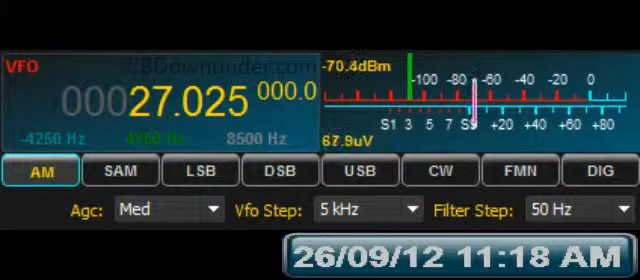 VFO CBDownunder.com -70.4dBm
-100 -80 -60 -40 -20 0
00027.025 000.0
S1 3 5 7 S9 +20 +40 +60 +80
-4250 Hz 4250 Hz 8500 Hz 67.9uV
AM SAM LSB DSB USB CW FMN DIG
Agc: Med Vfo Step: 5 kHz Filter Step: 50 Hz
26/09/12 11:18 AM